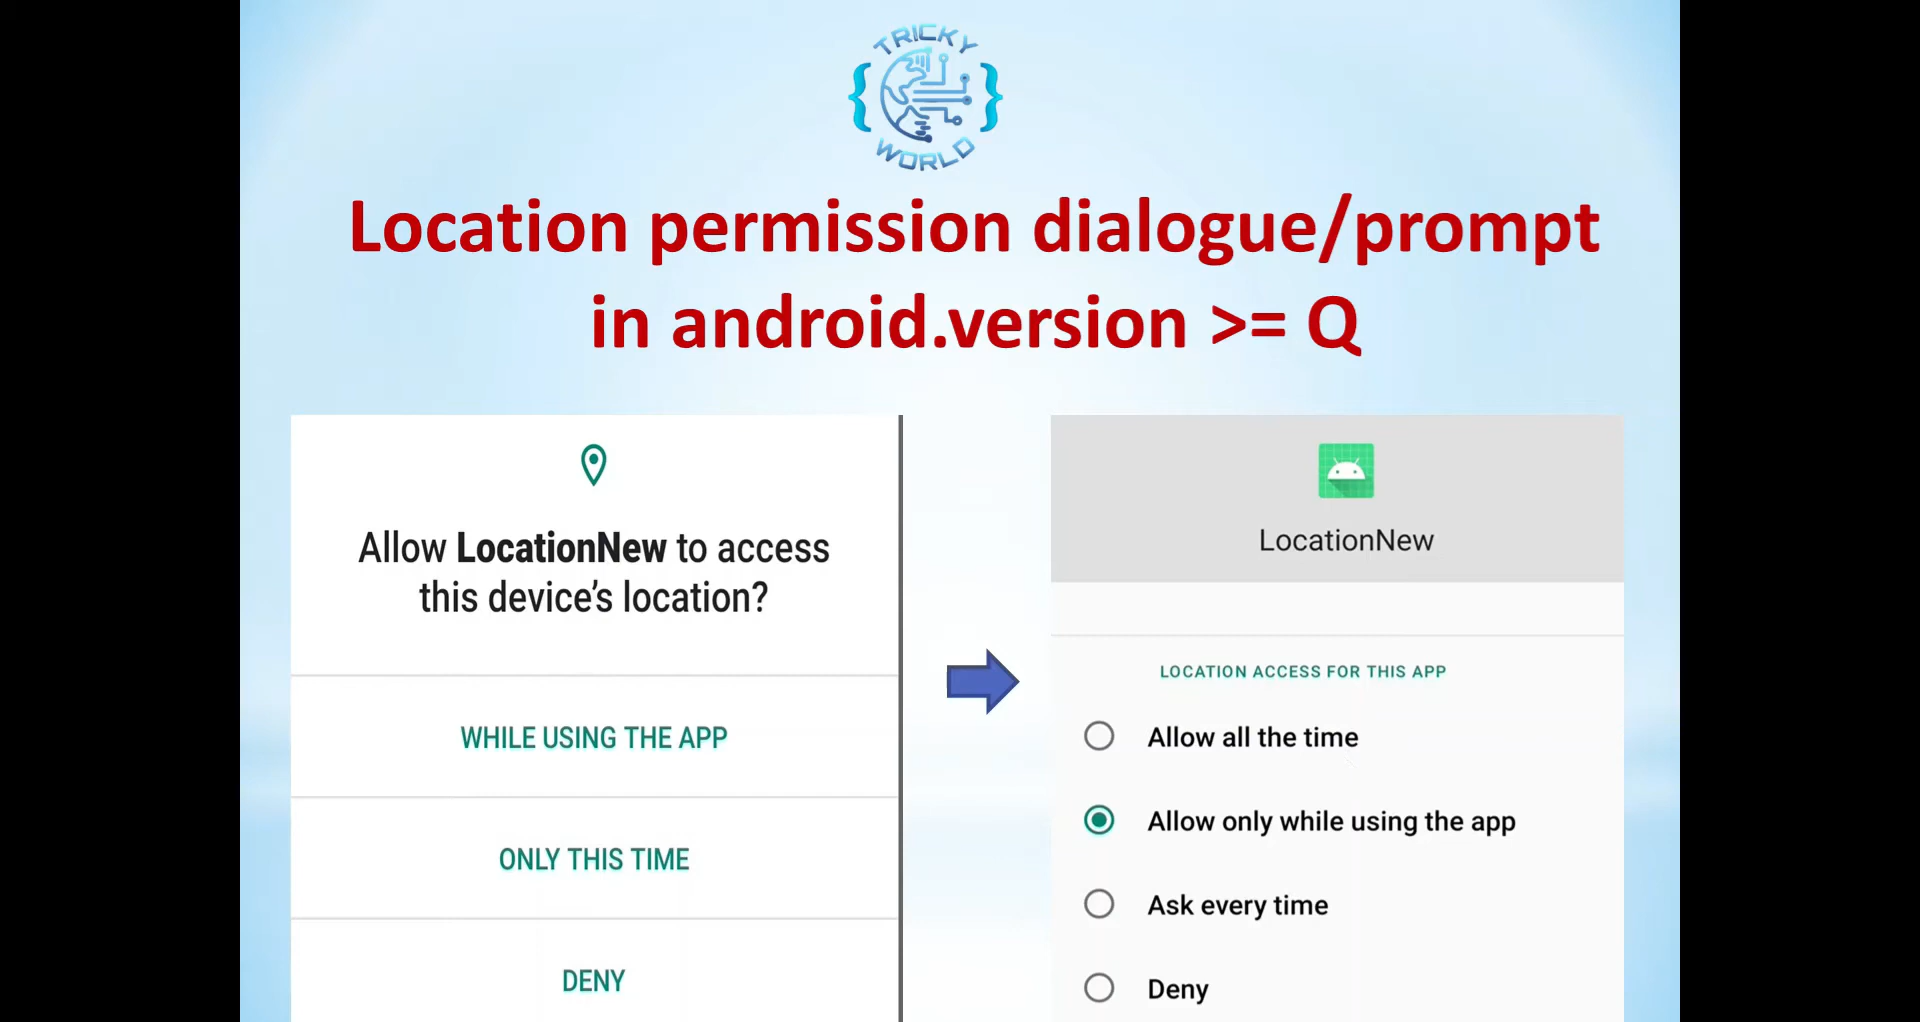 TRICKY
WORLD
Location permission dialogue/prompt
in android.version >= Q
Allow LocationNew to access
this device's location?
WHILE USING THE APP
ONLY THIS TIME
DENY
LocationNew
LOCATION ACCESS FOR THIS APP
Allow all the time
Allow only while using the app
Ask every time
Deny